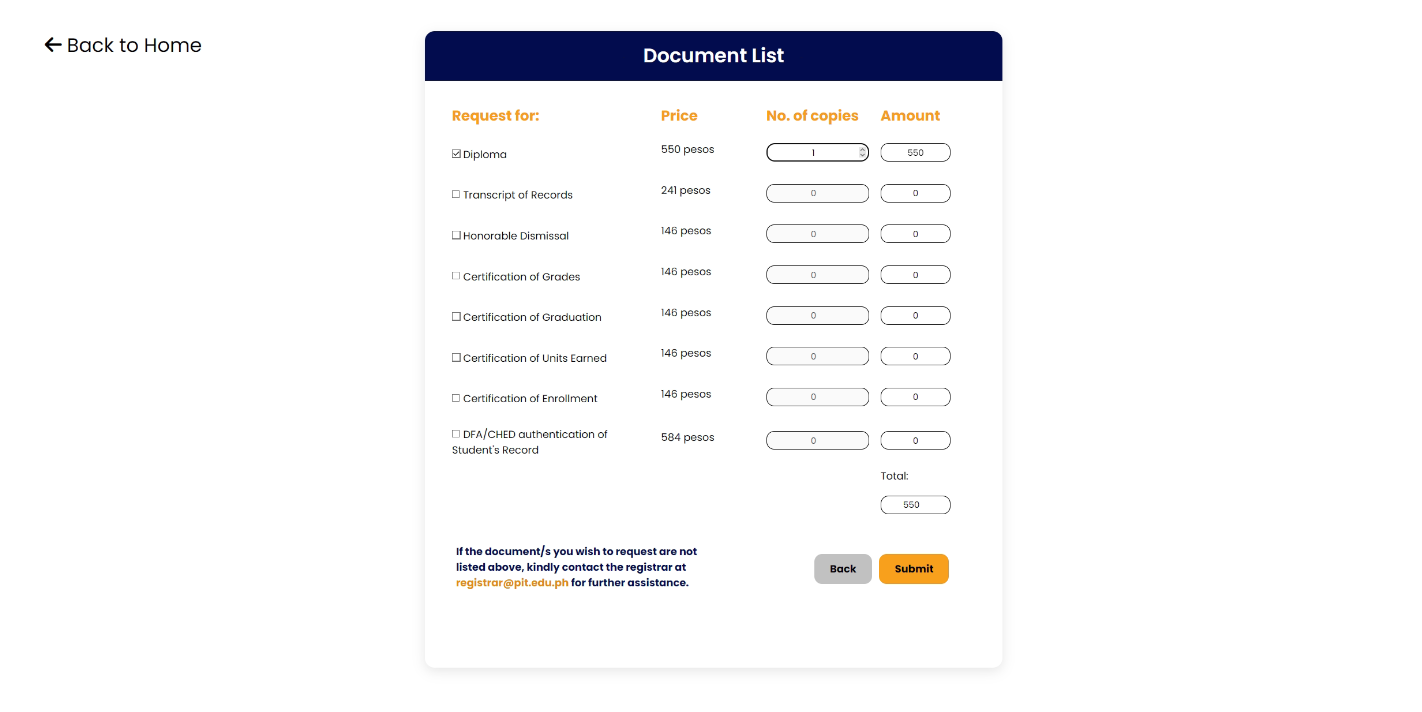 Back to Home
Document List
Request for: Price No. of copies Amount
Diploma 550 pesos 1 550
Transcript of Records 241 pesos 0 0
Honorable Dismissal 146 pesos 0 0
Certification of Grades 146 pesos 0 0
Certification of Graduation 146 pesos 0 0
Certification of Units Earned 146 pesos 0 0
Certification of Enrollment 146 pesos 0 0
DFA/CHED authentication of 584 pesos 0 0
Student's Record
Total:
550
If the document/s you wish to request are not
listed above, kindly contact the registrar at
registrar@pit.edu.ph for further assistance.
Back Submit